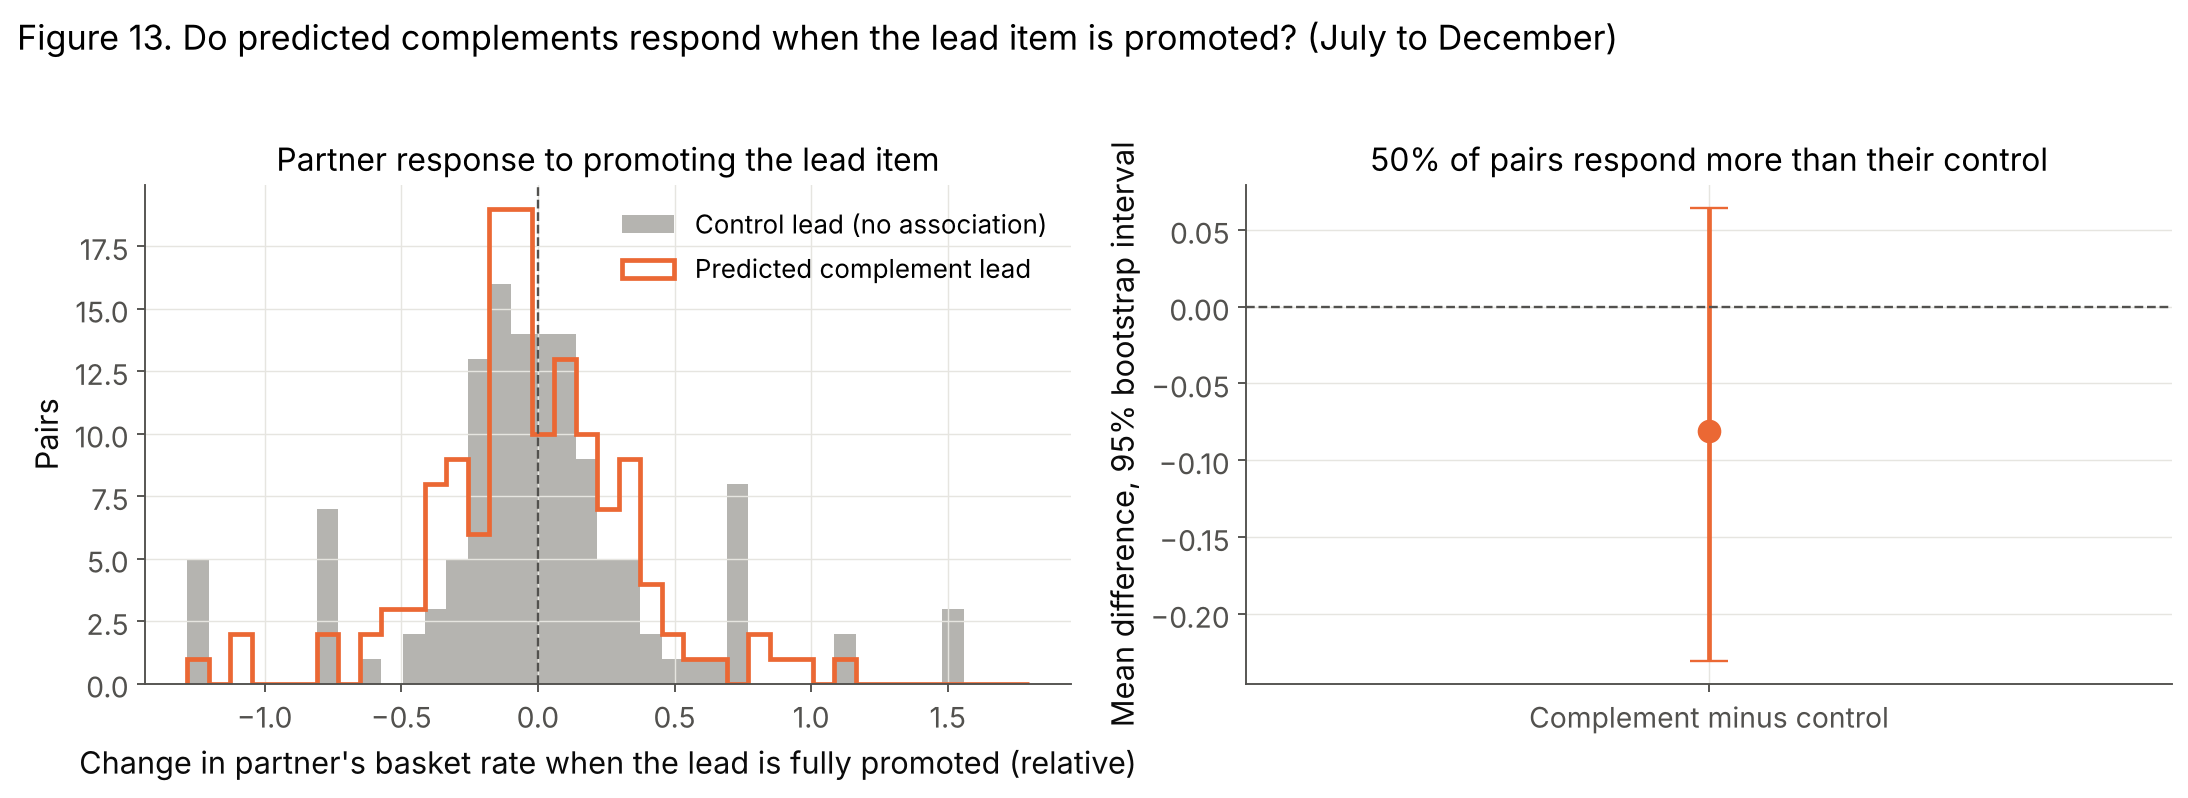 Figure 13. Do predicted complements respond when the lead item is promoted? (July to December)
Partner response to promoting the lead item
Control lead (no association)
Predicted complement lead
Pairs
17.5
15.0
12.5
10.0
7.5
5.0
2.5
0.0
−1.0
−0.5
0.0
0.5
1.0
1.5
Change in partner's basket rate when the lead is fully promoted (relative)
50% of pairs respond more than their control
Mean difference, 95% bootstrap interval
0.05
0.00
−0.05
−0.10
−0.15
−0.20
Complement minus control